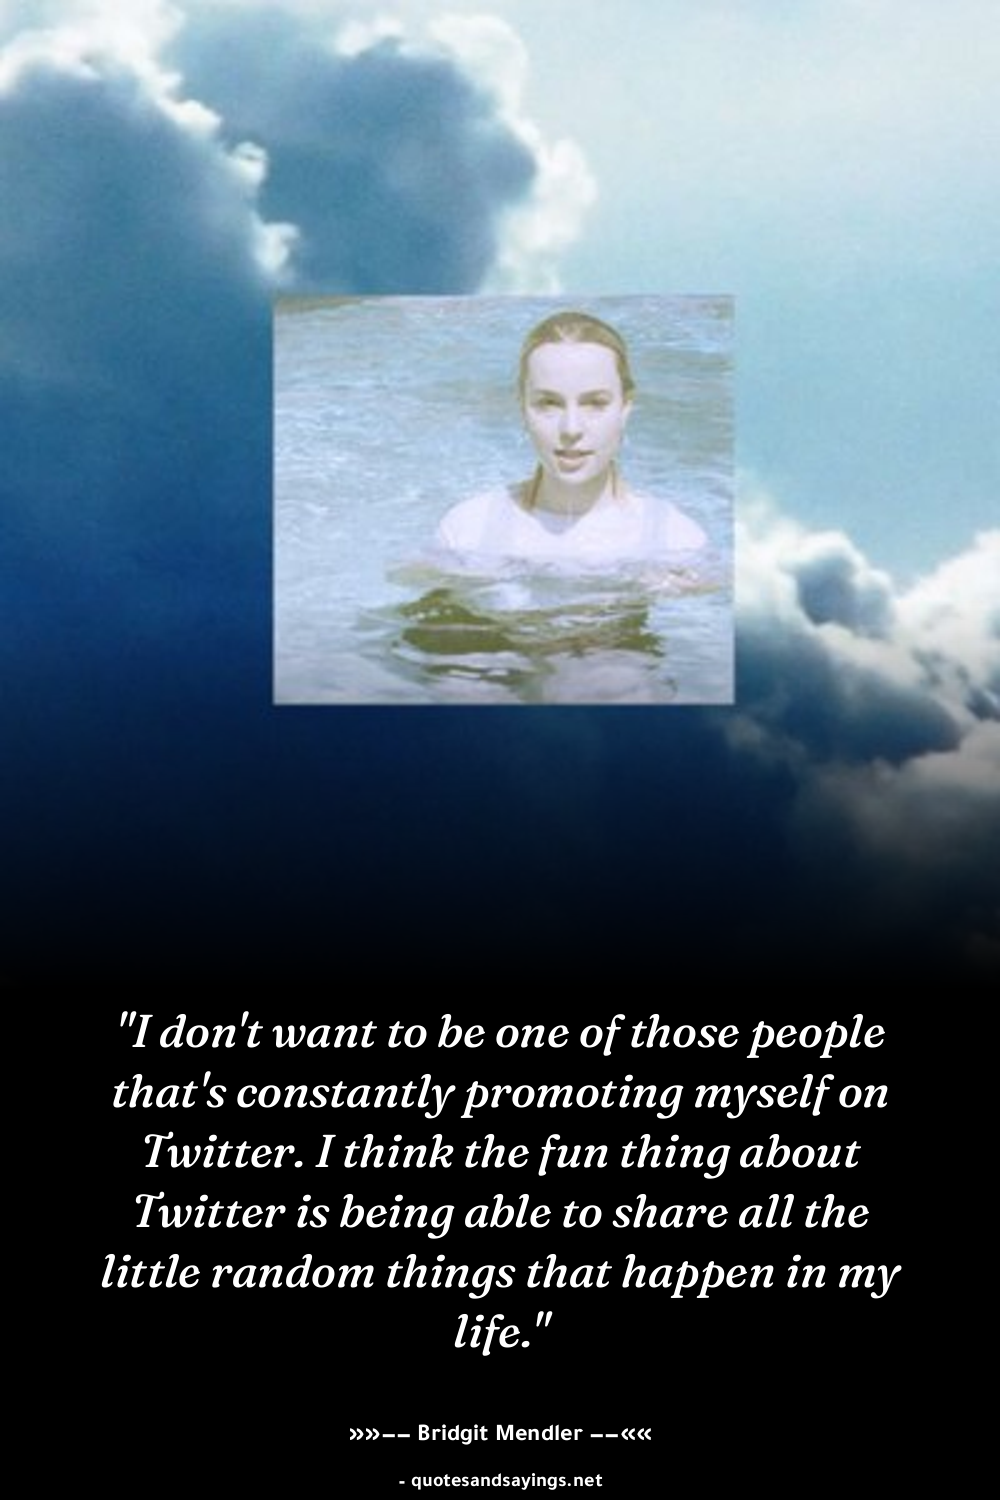 "I don't want to be one of those people
that's constantly promoting myself on
Twitter. I think the fun thing about
Twitter is being able to share all the
little random things that happen in my
life."
»»–– Bridgit Mendler ––««
- quotesandsayings.net